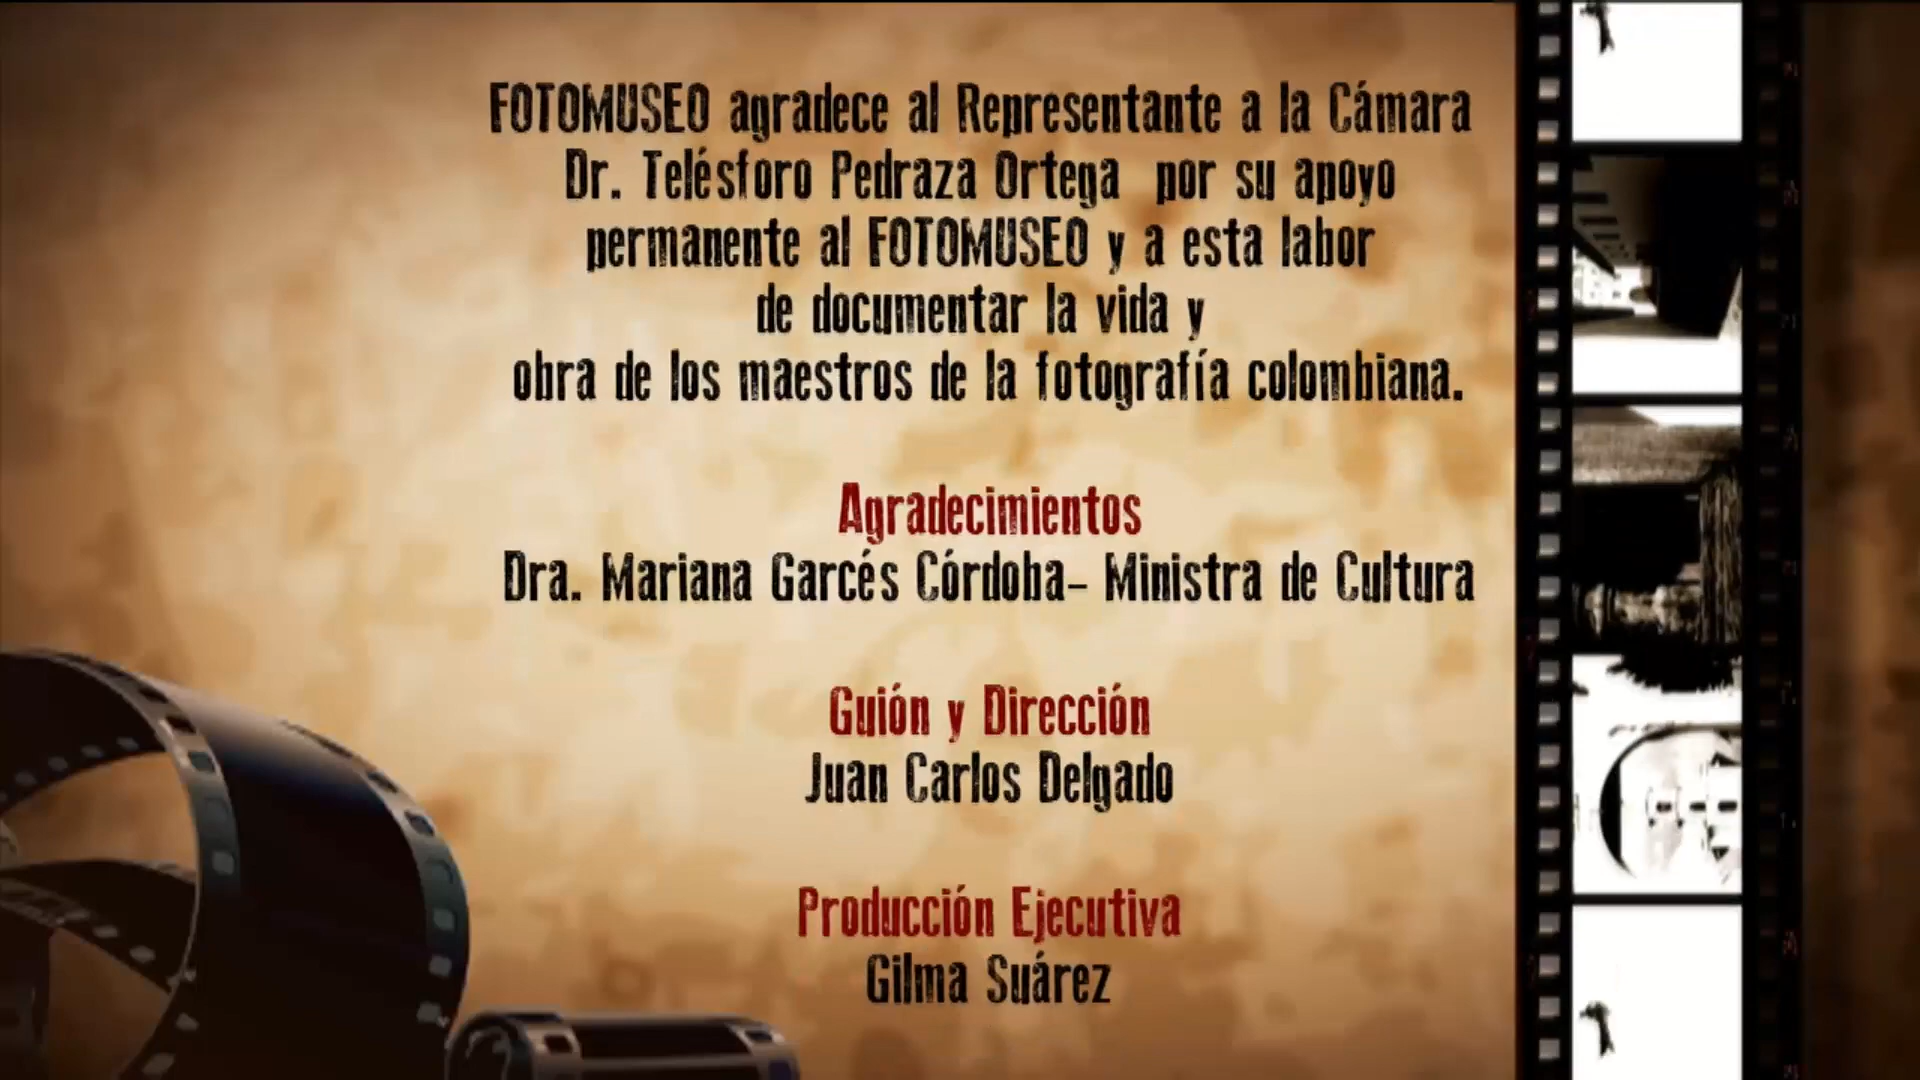 FOTOMUSEO agradece al Representante a la Cámara
Dr. Telésforo Pedraza Ortega por su apoyo
permanente al FOTOMUSEO y a esta labor
de documentar la vida y
obra de los maestros de la fotografía colombiana.
Agradecimientos
Dra. Mariana Garcés Córdoba- Ministra de Cultura
Guión y Dirección
Juan Carlos Delgado
Producción Ejecutiva
Gilma Suárez